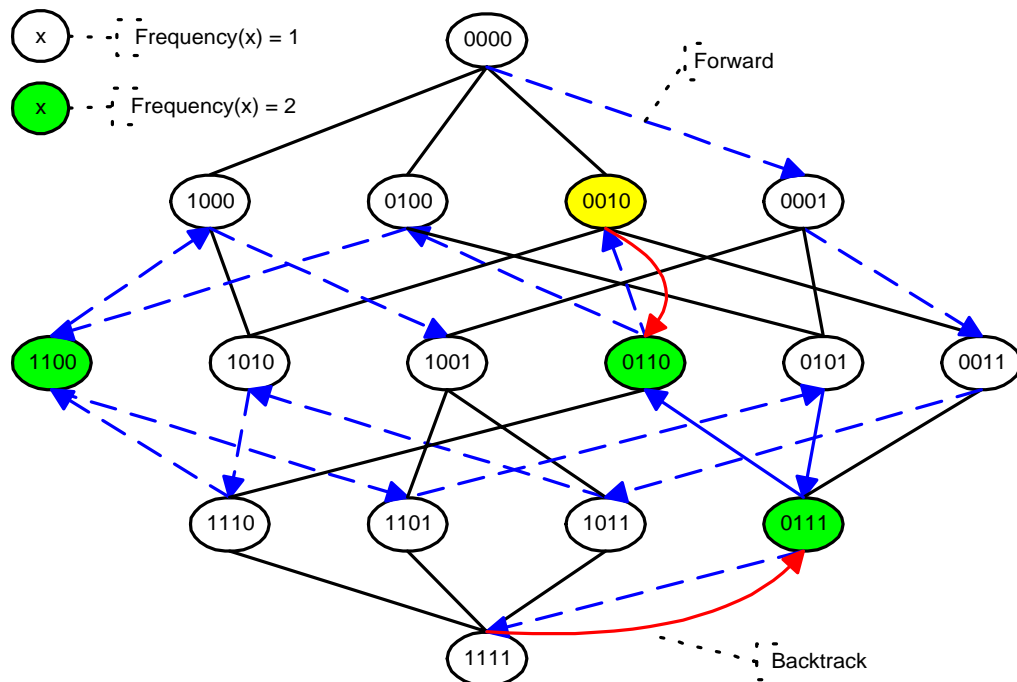 x Frequency(x) = 1
0000
Forward
x Frequency(x) = 2
1000 0100 0010 0001
1100 1010 1001 0110 0101 0011
1110 1101 1011 0111
1111
Backtrack